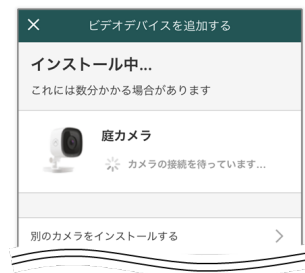 × ビデオデバイスを追加する
インストール中...
これには数分かかる場合があります
庭カメラ
カメラの接続を待っています...
別のカメラをインストールする